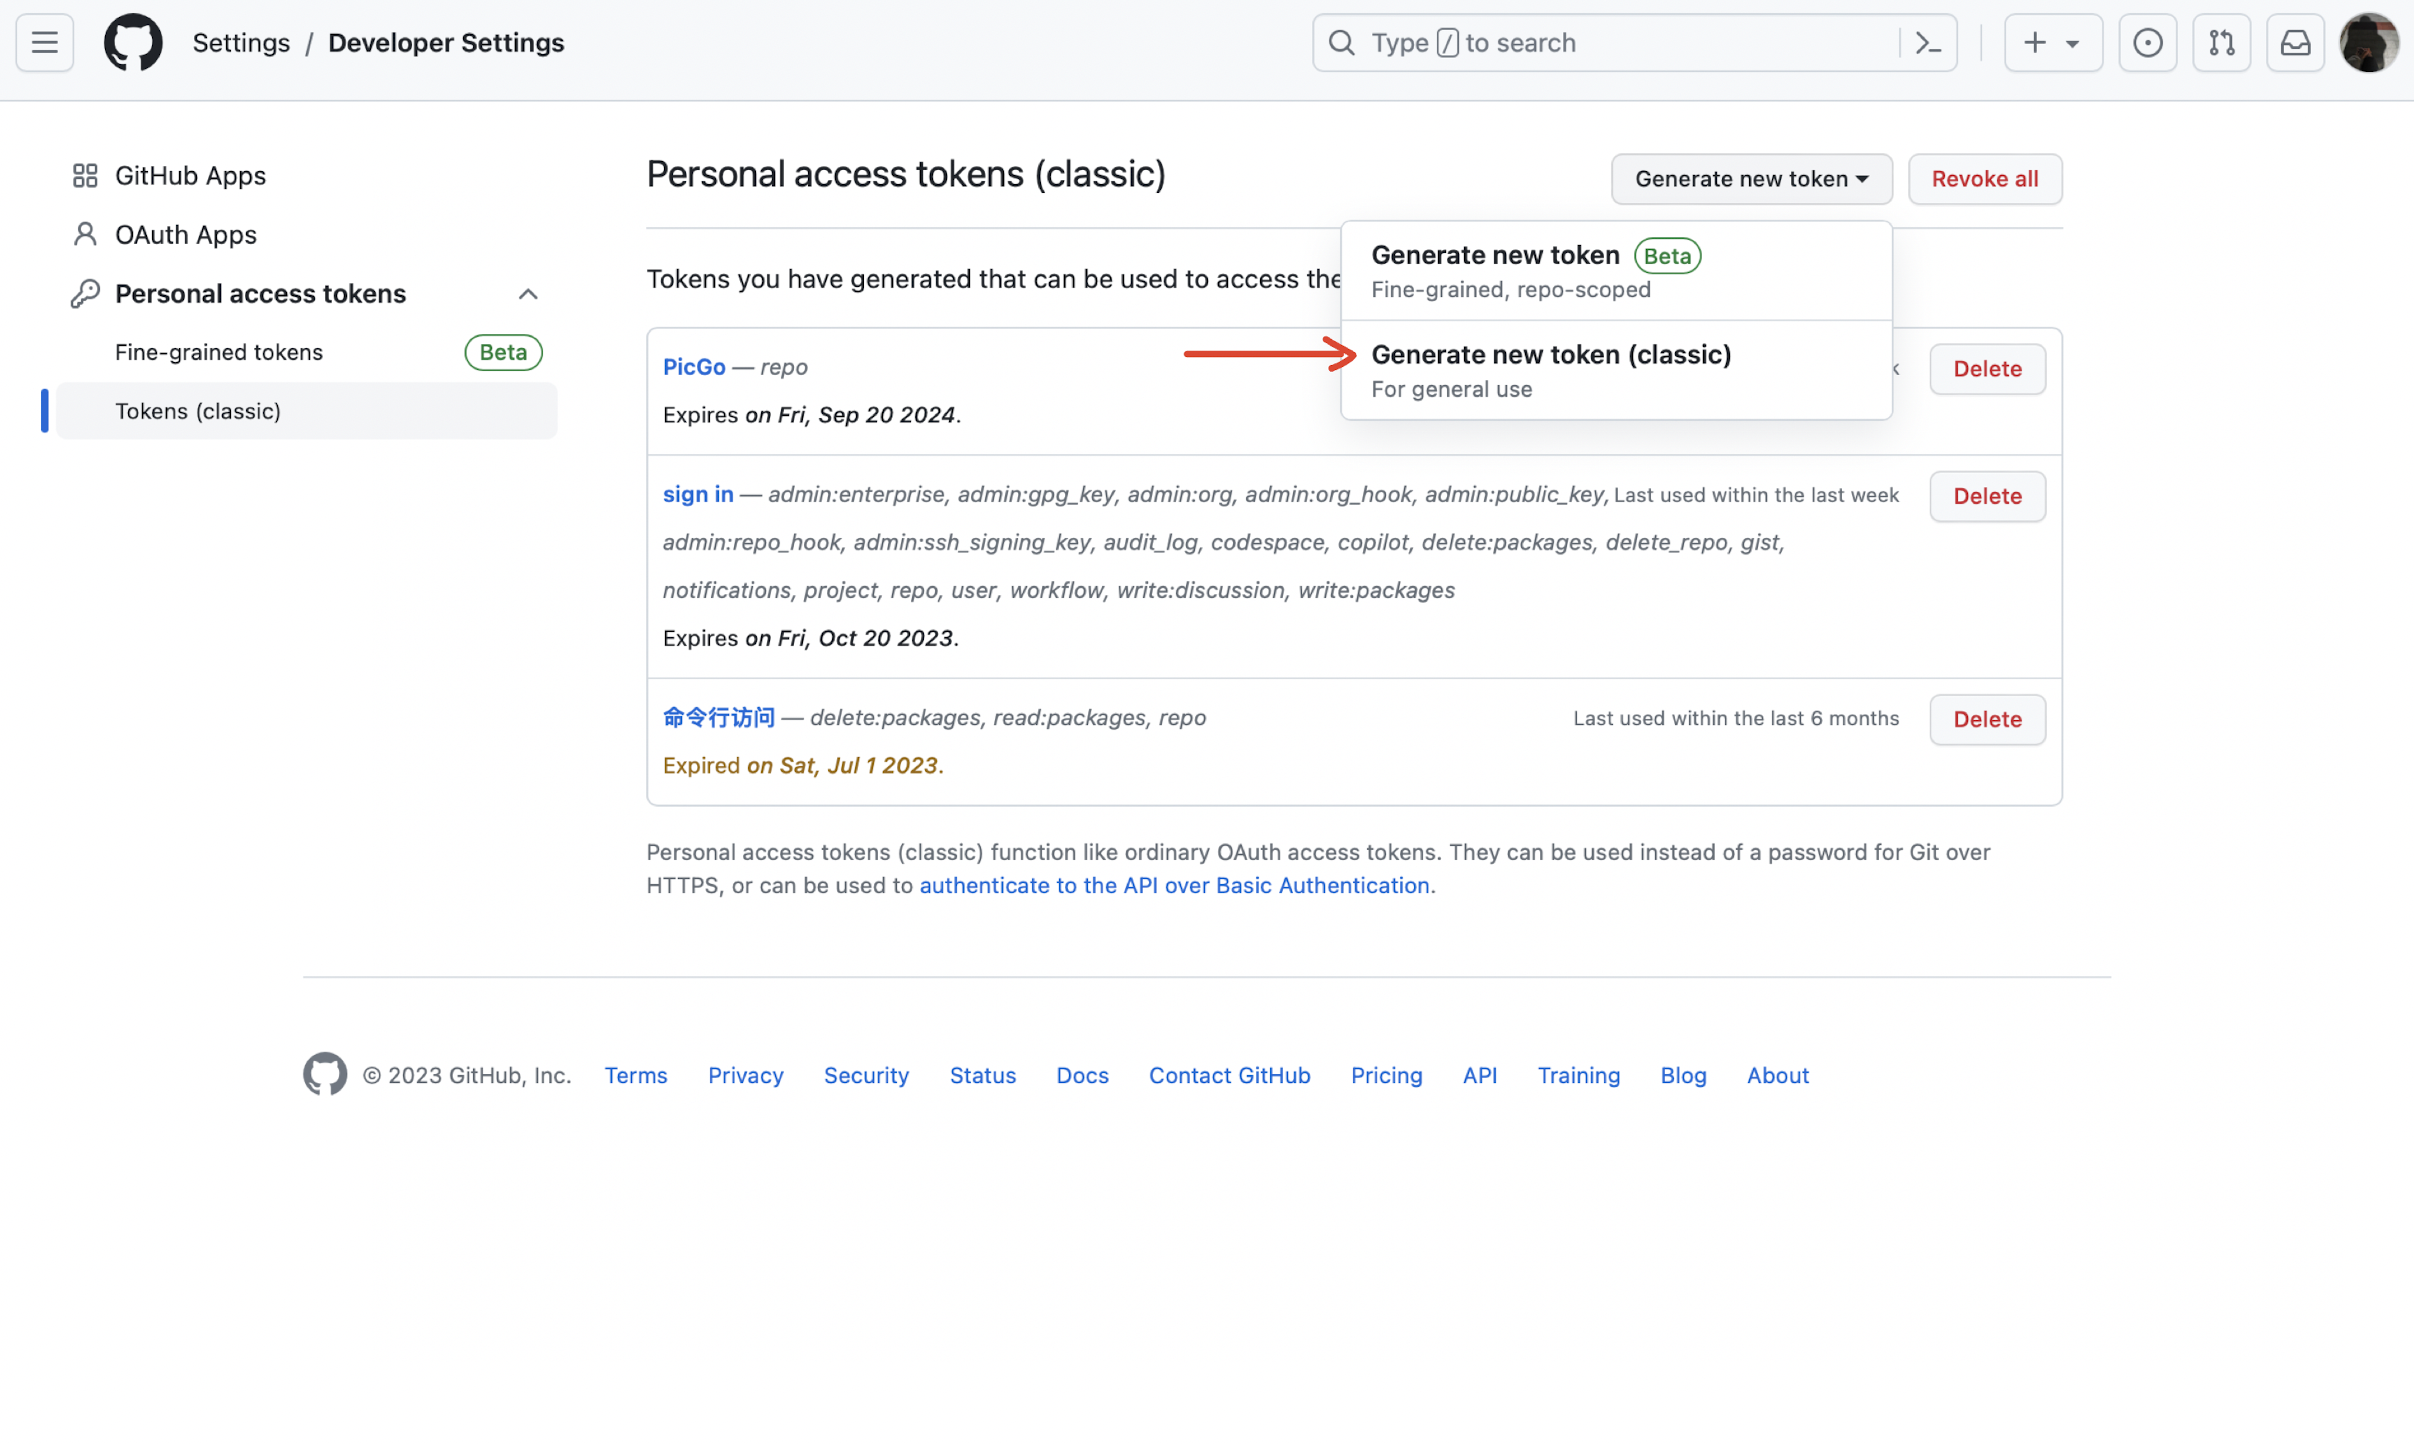 Settings / Developer Settings
Type / to search
GitHub Apps
OAuth Apps
Personal access tokens
Fine-grained tokens Beta
Tokens (classic)
Personal access tokens (classic)
Generate new token
Revoke all
Tokens you have generated that can be used to access the
Generate new token Beta
Fine-grained, repo-scoped
Generate new token (classic)
For general use
PicGo — repo
Delete
Expires on Fri, Sep 20 2024.
sign in — admin:enterprise, admin:gpg_key, admin:org, admin:org_hook, admin:public_key, Last used within the last week
Delete
admin:repo_hook, admin:ssh_signing_key, audit_log, codespace, copilot, delete:packages, delete_repo, gist,
notifications, project, repo, user, workflow, write:discussion, write:packages
Expires on Fri, Oct 20 2023.
命令行访问 — delete:packages, read:packages, repo
Last used within the last 6 months
Delete
Expired on Sat, Jul 1 2023.
Personal access tokens (classic) function like ordinary OAuth access tokens. They can be used instead of a password for Git over
HTTPS, or can be used to authenticate to the API over Basic Authentication.
© 2023 GitHub, Inc. Terms Privacy Security Status Docs Contact GitHub Pricing API Training Blog About